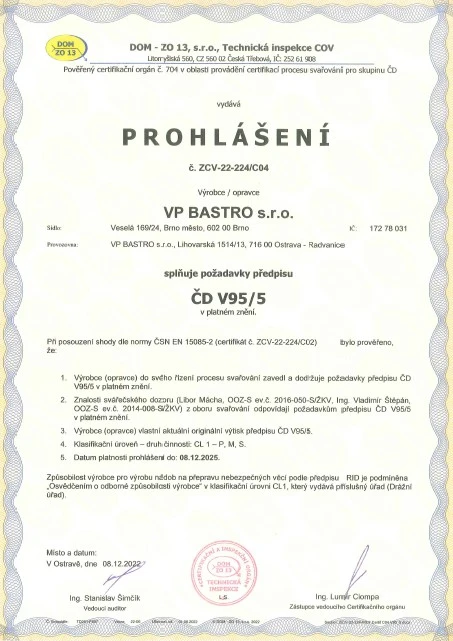 DOM
ZO 13
DOM - ZO 13, s.r.o., Technická inspekce COV
Litomyšlská 560, CZ 560 02 Česká Třebová, IČ: 252 61 908
Pověřený certifikační orgán č. 704 v oblasti provádění certifikací procesu svařování pro skupinu ČD
vydává
PROHLÁŠENÍ
č. ZCV-22-224/C04
Výrobce / opravce
VP BASTRO s.r.o.
Sídlo: Veselá 169/24, Brno město, 602 00 Brno IČ: 172 78 031
Provozovna: VP BASTRO s.r.o., Lihovarská 1514/13, 716 00 Ostrava - Radvanice
splňuje požadavky předpisu
ČD V95/5
v platném znění.
Při posouzení shody dle normy ČSN EN 15085-2 (certifikát č. ZCV-22-224/C02) bylo prověřeno,
že:
1. Výrobce (opravce) do svého řízení procesu svařování zavedl a dodržuje požadavky předpisu ČD
V95/5 v platném znění.
2. Znalosti svářečského dozoru (Libor Mácha, OOZ-S ev.č. 2016-050-S/ŽKV, Ing. Vladimír Štěpán,
OOZ-S ev.č. 2014-008-S/ŽKV) z oboru svařování odpovídají požadavkům předpisu ČD V95/5
v platném znění.
3. Výrobce (opravce) vlastní aktuální originální výtisk předpisu ČD V95/5.
4. Klasifikační úroveň – druh činnosti: CL 1 – P, M, S.
5. Datum platnosti prohlášení do: 08.12.2025.
Způsobilost výrobce pro výrobu nádob na přepravu nebezpečných věcí podle předpisu RID je podmíněna
„Osvědčením o odborné způsobilosti výrobce“ v klasifikační úrovni CL1, který vydává příslušný úřad (Drážní
úřad).
Místo a datum:
V Ostravě, dne 08.12.2022
DOM
ZO 13
TECHNICKÁ
INSPEKCE
Ing. Stanislav Šimčík
Vedoucí auditor
Ing. Lumír Ciompa
Zástupce vedoucího Certifikačního orgánu